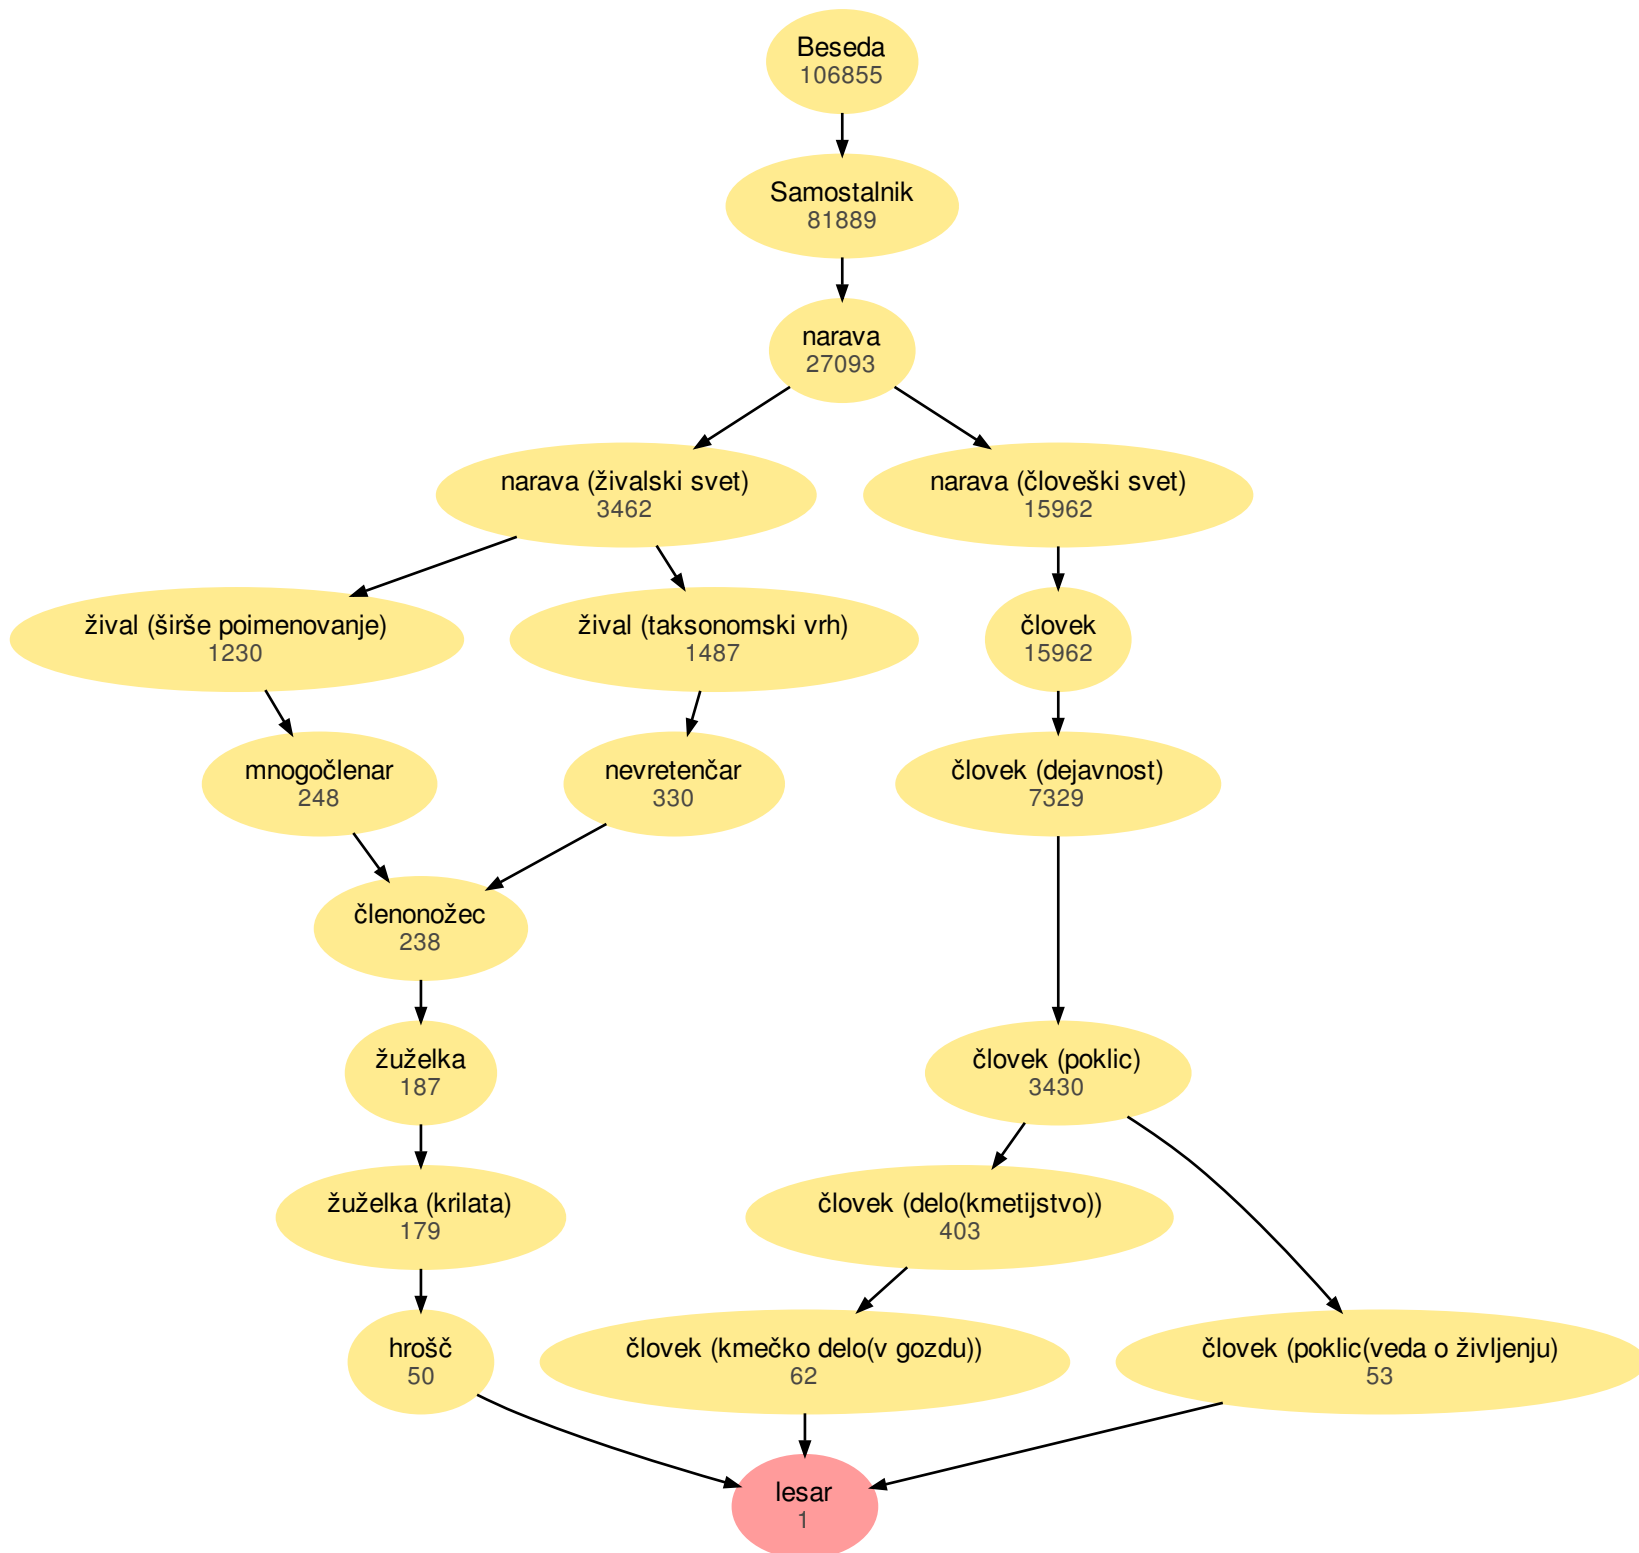 Beseda
106855
Samostalnik
81889
narava
27093
narava (živalski svet)
3462
narava (človeški svet)
15962
žival (širše poimenovanje)
1230
žival (taksonomski vrh)
1487
človek
15962
mnogočlenar
248
nevretenčar
330
človek (dejavnost)
7329
členonožec
238
žuželka
187
človek (poklic)
3430
žuželka (krilata)
179
človek (delo(kmetijstvo))
403
hrošč
50
človek (kmečko delo(v gozdu))
62
človek (poklic(veda o življenju)
53
lesar
1